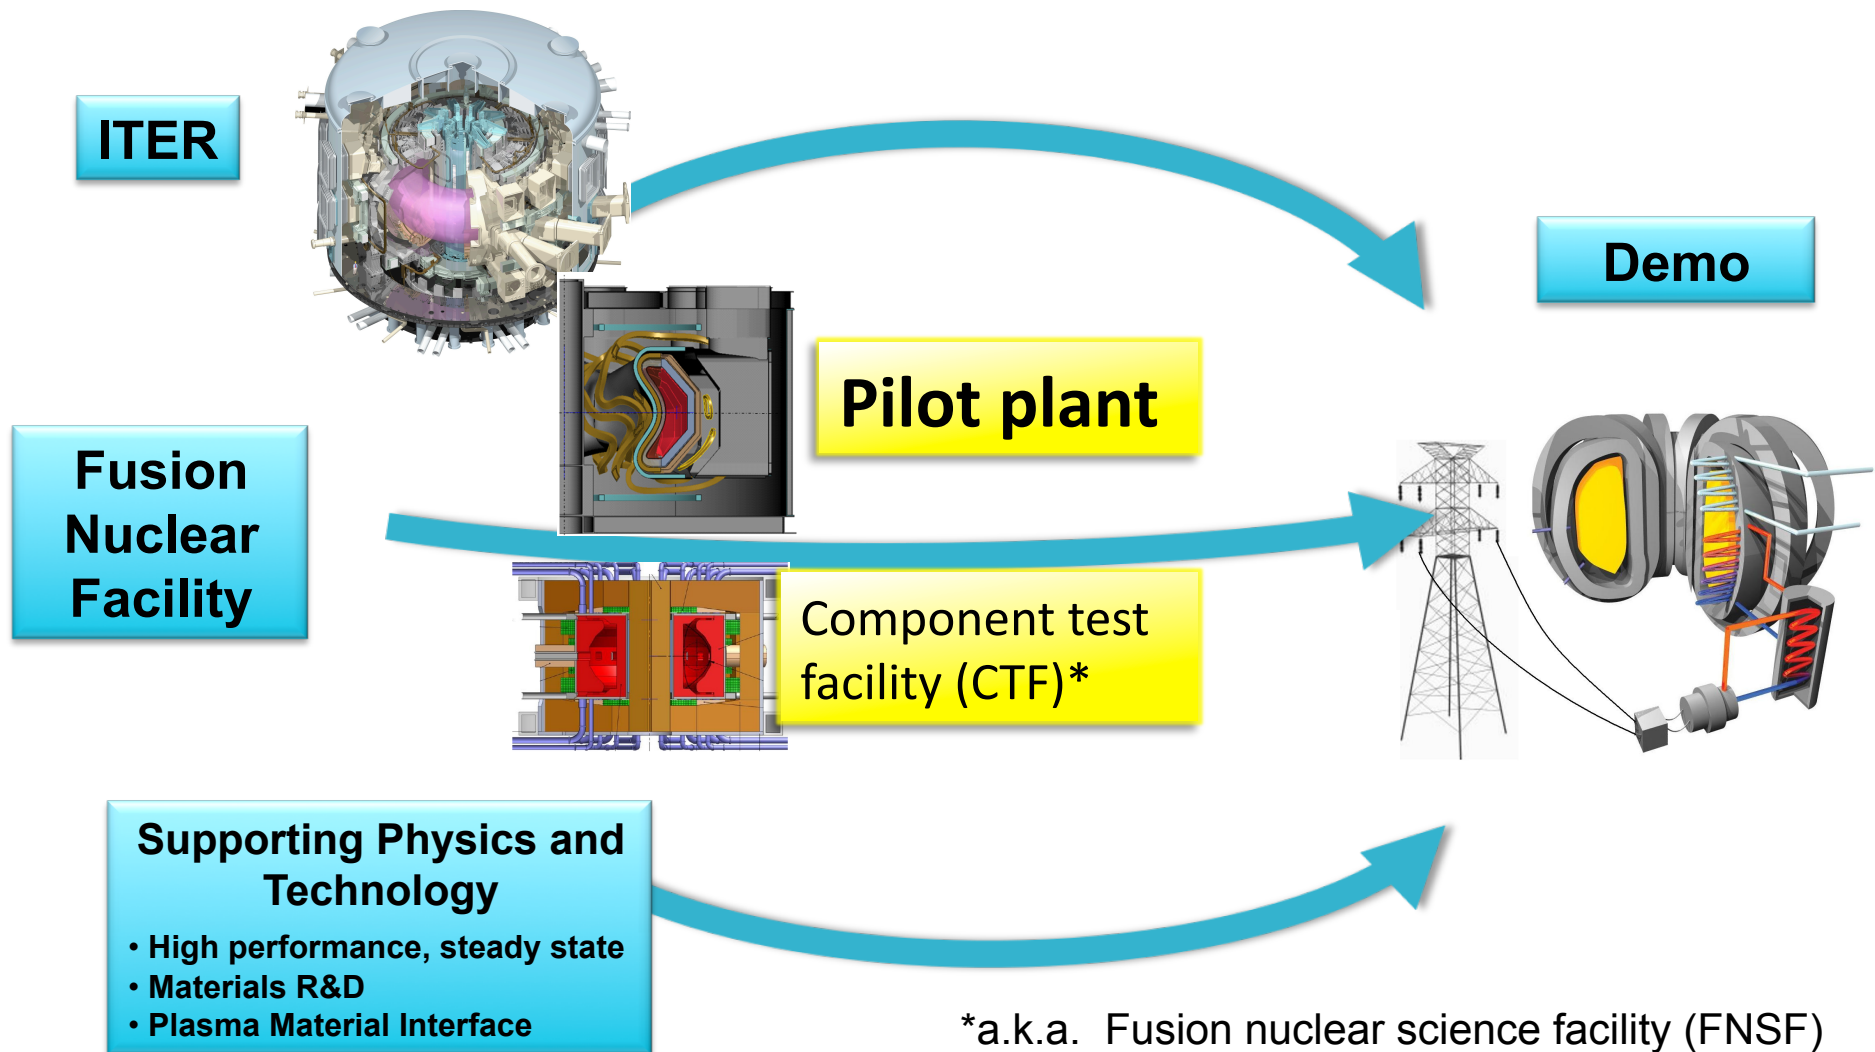 ITER
Demo
Pilot plant
Fusion
Nuclear
Facility
Component test
facility (CTF)*
Supporting Physics and
Technology
• High performance, steady state
• Materials R&D
• Plasma Material Interface
*a.k.a. Fusion nuclear science facility (FNSF)